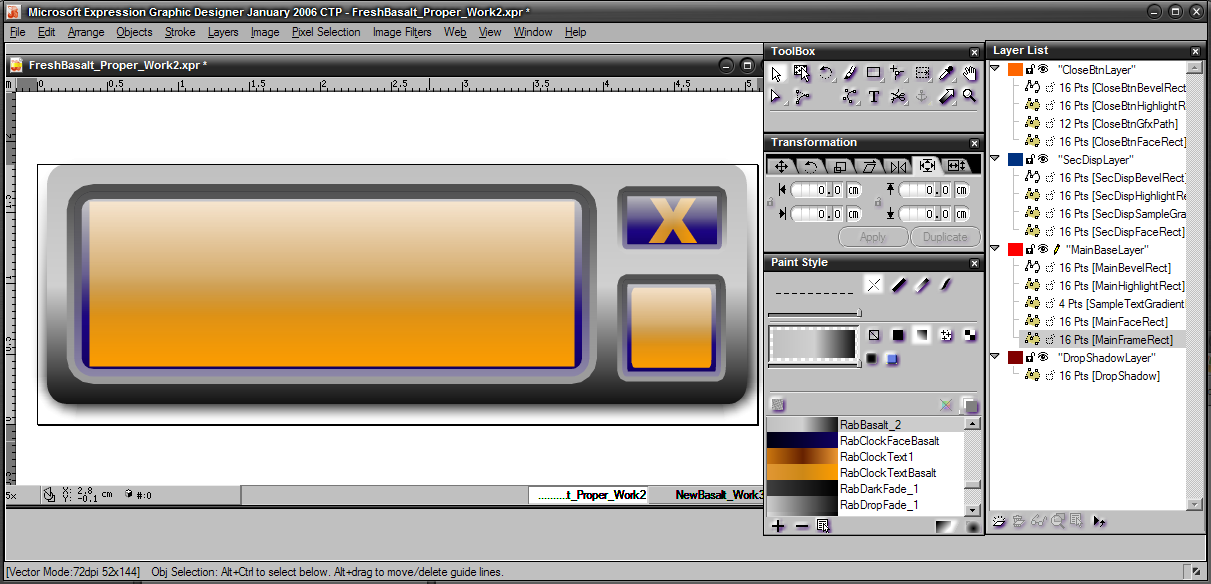 Microsoft Expression Graphic Designer January 2006 CTP - FreshBasalt_Proper_Work2.xpr *
File Edit Arrange Objects Stroke Layers Image Pixel Selection Image Filters Web View Window Help
FreshBasalt_Proper_Work2.xpr *
m 0 0.5 1 1.5 2 2.5 3 3.5 4 4.5 5
X
5x X: 2.8 cm #:0
Y: -0.1
.........t_Proper_Work2 NewBasalt_Work3
[Vector Mode:72dpi 52x144] Obj Selection: Alt+Ctrl to select below. Alt+drag to move/delete guide lines.
ToolBox
T
Transformation
0.0 cm 0.0 cm
0.0 cm 0.0 cm
Apply Duplicate
Paint Style
RabBasalt_2
RabClockFaceBasalt
RabClockText1
RabClockTextBasalt
RabDarkFade_1
RabDropFade_1
Layer List
"CloseBtnLayer"
16 Pts [CloseBtnBevelRect
16 Pts [CloseBtnHighlightR
12 Pts [CloseBtnGfxPath]
16 Pts [CloseBtnFaceRect]
"SecDispLayer"
16 Pts [SecDispBevelRect
16 Pts [SecDispHighlightRe
16 Pts [SecDispSampleGra
16 Pts [SecDispFaceRect]
"MainBaseLayer"
16 Pts [MainBevelRect]
16 Pts [MainHighlightRect]
4 Pts [SampleTextGradient
16 Pts [MainFaceRect]
16 Pts [MainFrameRect]
"DropShadowLayer"
16 Pts [DropShadow]